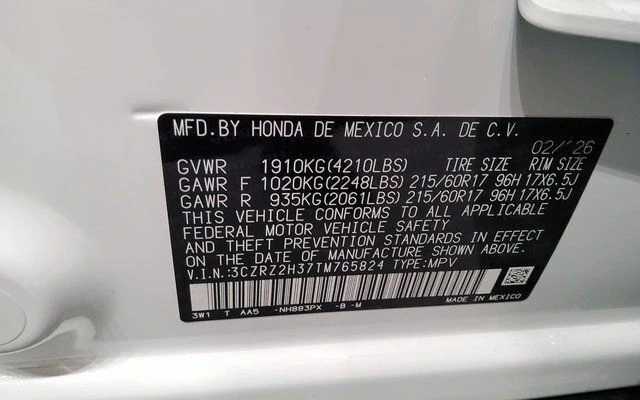 MFD.BY HONDA DE MEXICO S.A. DE C.V.
02/'26
GVWR 1910KG(4210LBS) TIRE SIZE RIM SIZE
GAWR F 1020KG(2248LBS) 215/60R17 96H 17X6.5J
GAWR R 935KG(2061LBS) 215/60R17 96H 17X6.5J
THIS VEHICLE CONFORMS TO ALL APPLICABLE
FEDERAL MOTOR VEHICLE SAFETY
AND THEFT PREVENTION STANDARDS IN EFFECT
ON THE DATE OF MANUFACTURE SHOWN ABOVE.
V.I.N.:3CZRZ2H37TM765824 TYPE:MPV
3W1 T AA5 -NH883PX -B -M MADE IN MEXICO